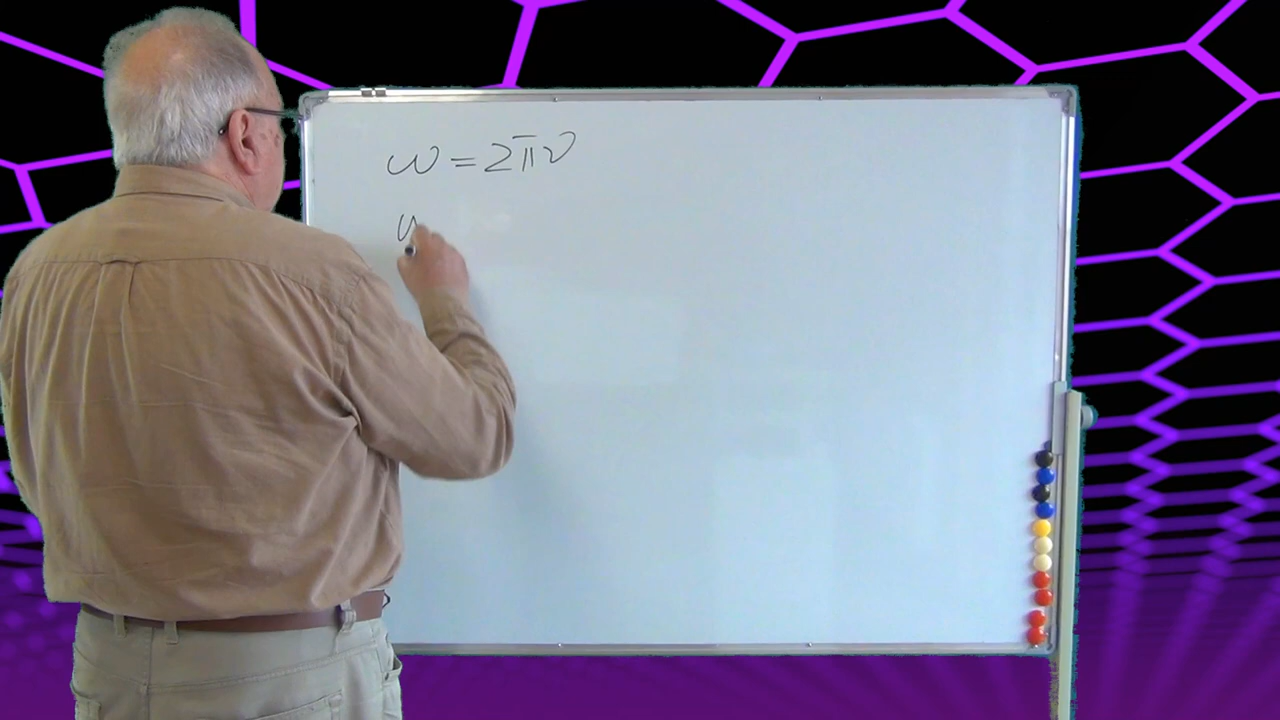 ω = 2πν